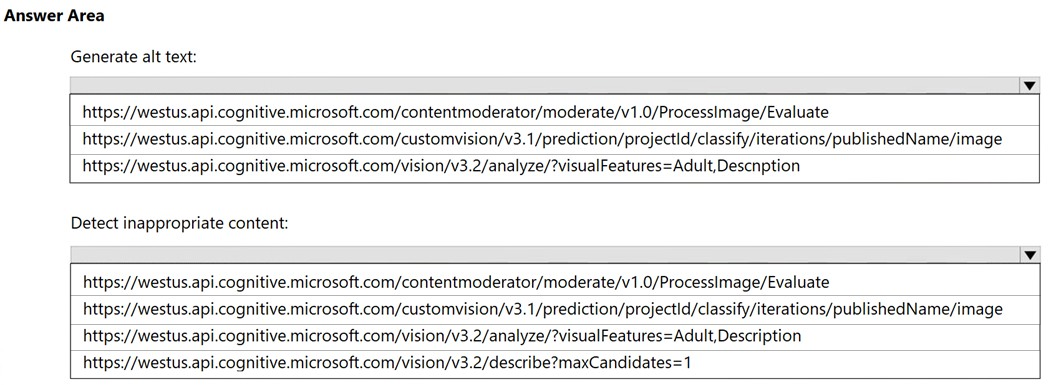 Answer Area
Generate alt text:
https://westus.api.cognitive.microsoft.com/contentmoderator/moderate/v1.0/ProcessImage/Evaluate
https://westus.api.cognitive.microsoft.com/customvision/v3.1/prediction/projectId/classify/iterations/publishedName/image
https://westus.api.cognitive.microsoft.com/vision/v3.2/analyze/?visualFeatures=Adult,Descnption
Detect inappropriate content:
https://westus.api.cognitive.microsoft.com/contentmoderator/moderate/v1.0/ProcessImage/Evaluate
https://westus.api.cognitive.microsoft.com/customvision/v3.1/prediction/projectId/classify/iterations/publishedName/image
https://westus.api.cognitive.microsoft.com/vision/v3.2/analyze/?visualFeatures=Adult,Description
https://westus.api.cognitive.microsoft.com/vision/v3.2/describe?maxCandidates=1